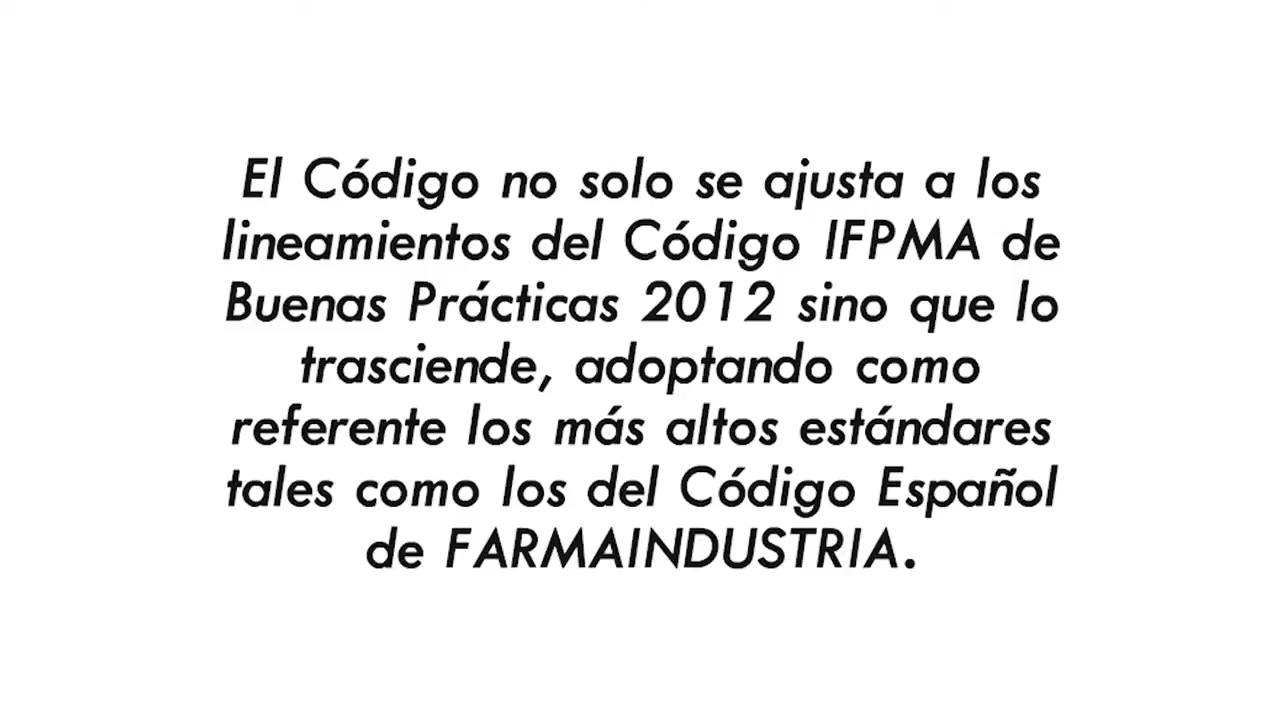 El Código no solo se ajusta a los
lineamientos del Código IFPMA de
Buenas Prácticas 2012 sino que lo
trasciende, adoptando como
referente los más altos estándares
tales como los del Código Español
de FARMAINDUSTRIA.